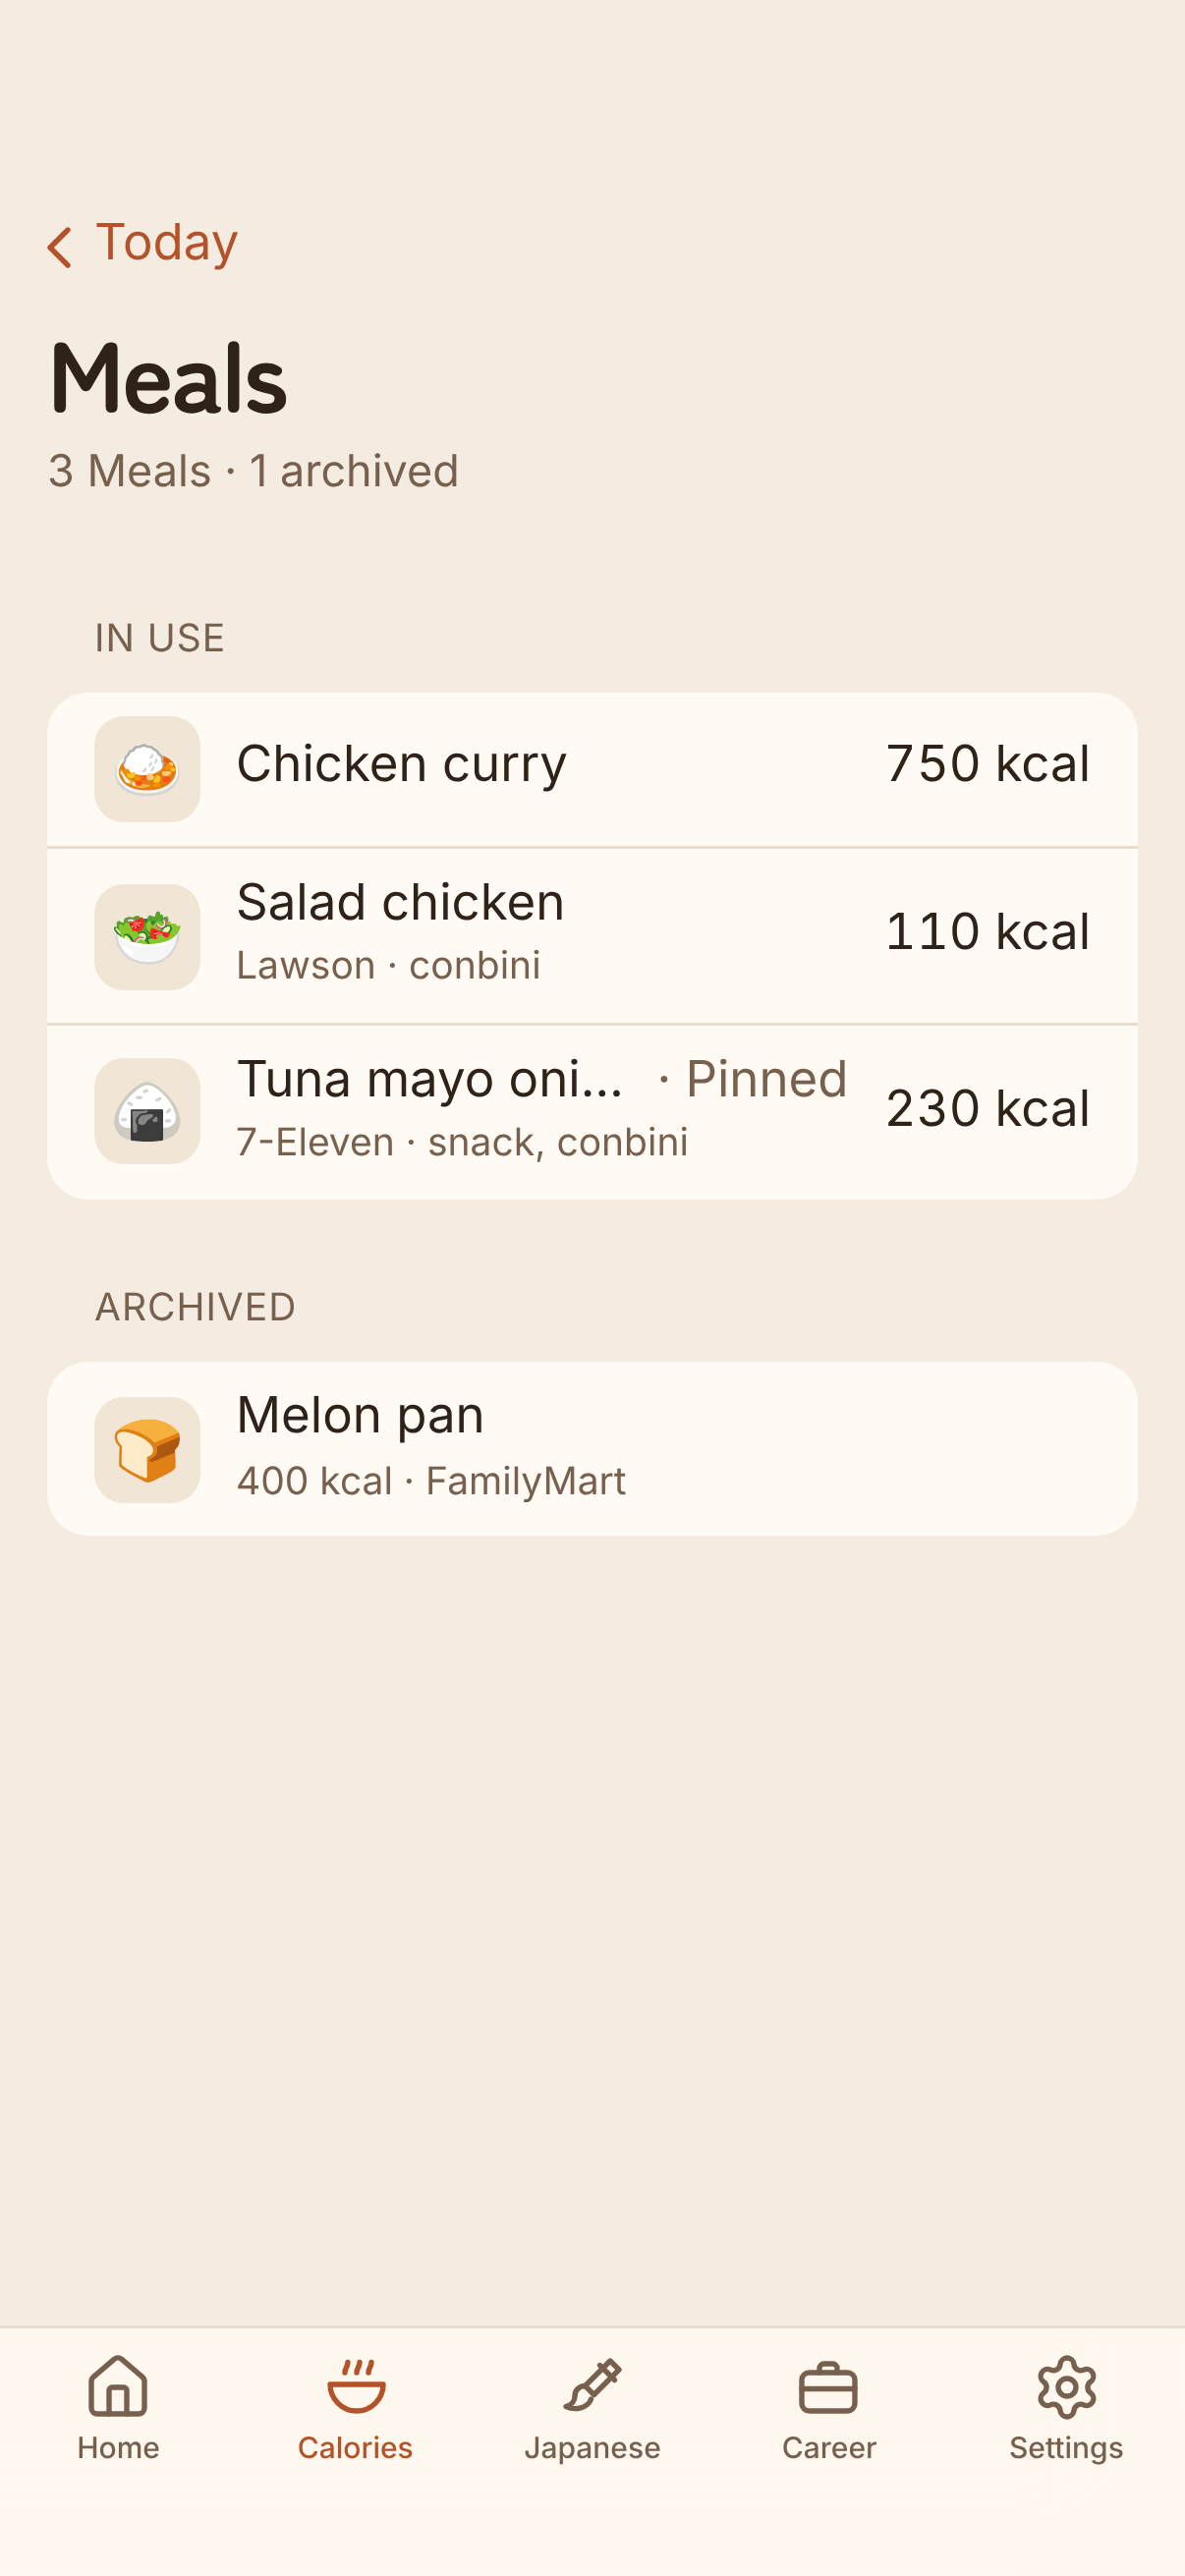 Today
Meals
3 Meals · 1 archived
IN USE
Chicken curry
750 kcal
Salad chicken
Lawson · conbini
110 kcal
Tuna mayo oni... · Pinned
7-Eleven · snack, conbini
230 kcal
ARCHIVED
Melon pan
400 kcal · FamilyMart
Home
Calories
Japanese
Career
Settings